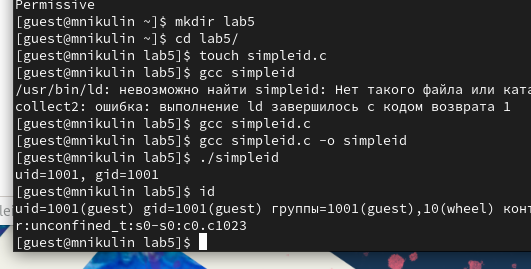 Permissive
[guest@mnikulin ~]$ mkdir lab5
[guest@mnikulin ~]$ cd lab5/
[guest@mnikulin lab5]$ touch simpleid.c
[guest@mnikulin lab5]$ gcc simpleid
/usr/bin/ld: невозможно найти simpleid: Нет такого файла или ката
collect2: ошибка: выполнение ld завершилось с кодом возврата 1
[guest@mnikulin lab5]$ gcc simpleid.c
[guest@mnikulin lab5]$ gcc simpleid.c -o simpleid
[guest@mnikulin lab5]$ ./simpleid
uid=1001, gid=1001
[guest@mnikulin lab5]$ id
uid=1001(guest) gid=1001(guest) группы=1001(guest),10(wheel) конт
r:unconfined_t:s0-s0:c0.c1023
[guest@mnikulin lab5]$